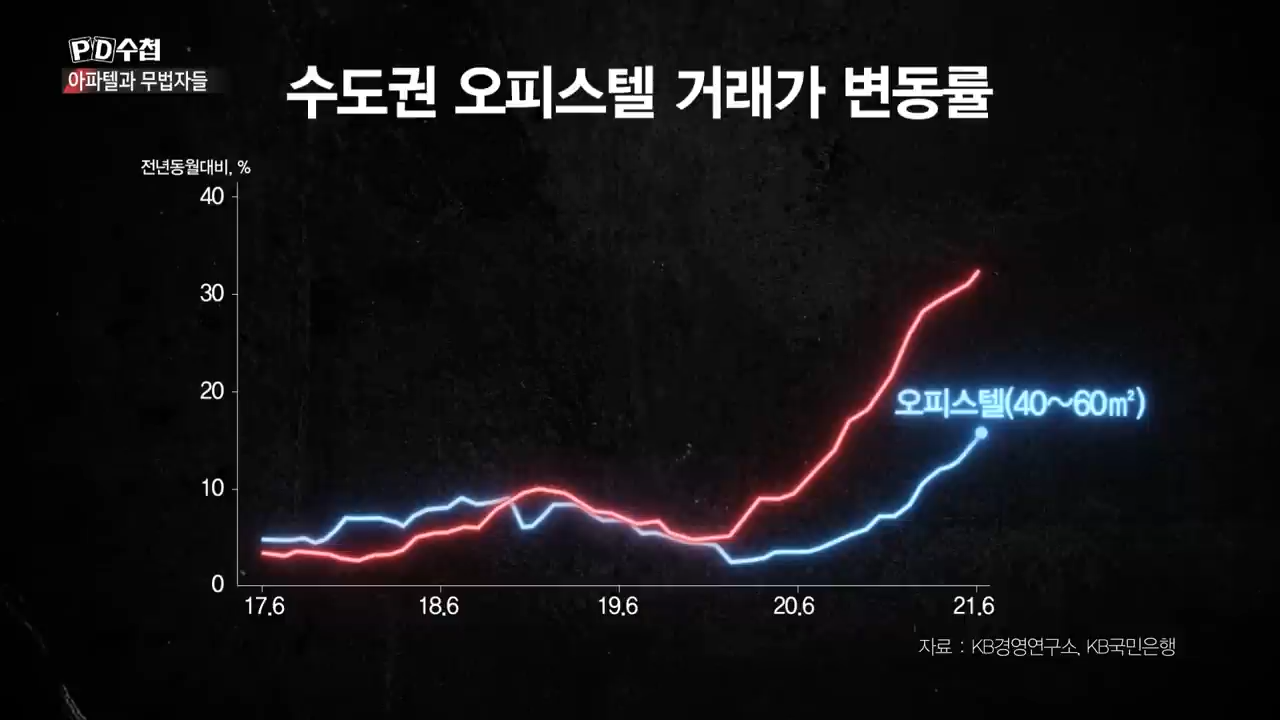 PD수첩
아파텔과 무법자들
수도권 오피스텔 거래가 변동률
전년동월대비, %
40
30
20
10
0
오피스텔(40~60㎡)
17.6 18.6 19.6 20.6 21.6
자료 : KB경영연구소, KB국민은행